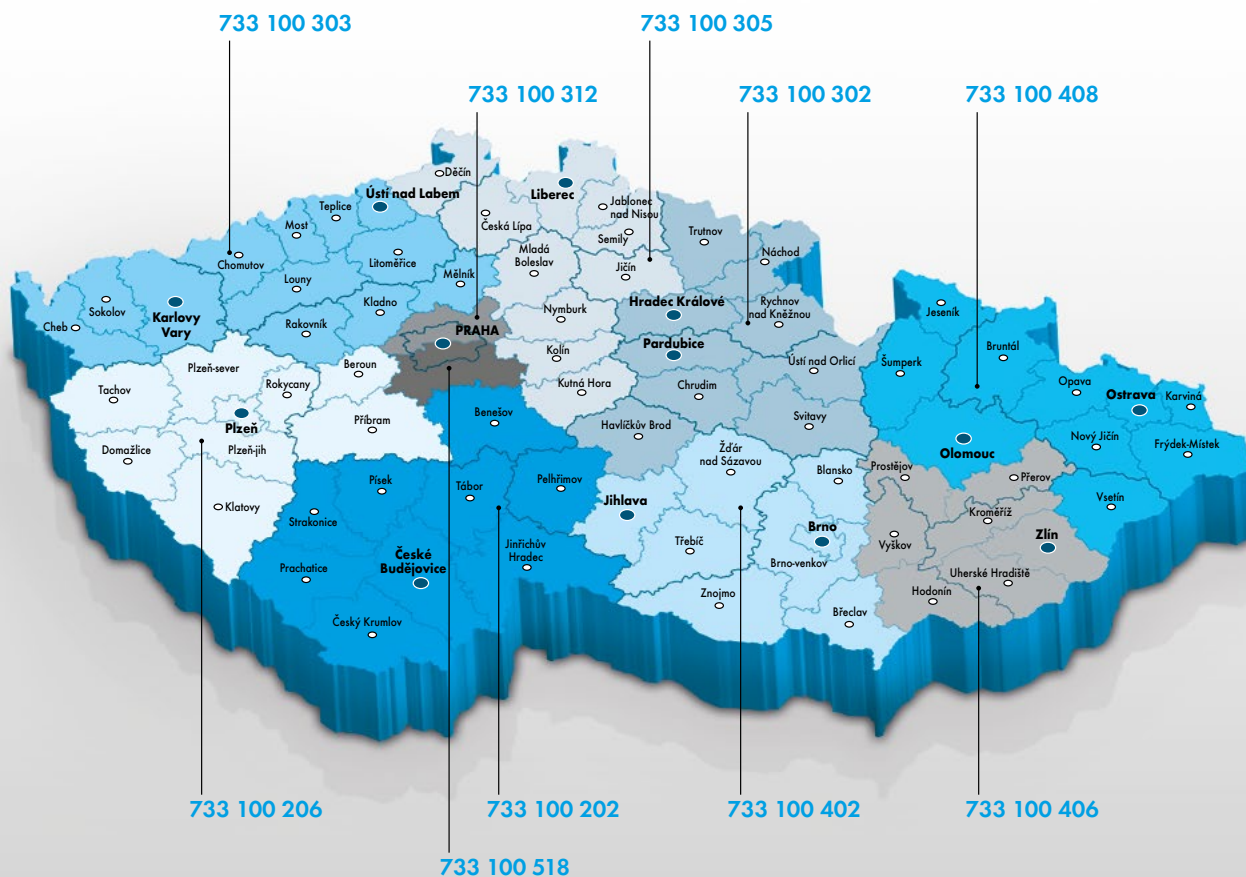 733 100 303
733 100 305
733 100 312
733 100 302
733 100 408
Děčín
Ústí nad Labem
Liberec
Teplice
Jablonec
nad Nisou
Most
Česká Lípa
Semily
Trutnov
Chomutov
Litoměřice
Mladá
Boleslav
Náchod
Jičín
Louny
Mělník
Sokolov
Karlovy
Vary
Cheb
Kladno
Rakovník
Nymburk
Hradec Králové
Rychnov
nad Kněžnou
Jeseník
PRAHA
Pardubice
Kolín
Bruntál
Šumperk
Ústí nad Orlicí
Plzeň-sever
Beroun
Rokycany
Tachov
Kutná Hora
Chrudim
Opava
Ostrava
Karviná
Benešov
Svitavy
Plzeň
Příbram
Havlíčkův Brod
Nový Jičín
Frýdek-Místek
Domažlice
Plzeň-jih
Žďár
nad Sázavou
Olomouc
Blansko
Prostějov
Přerov
Písek
Tábor
Pelhřimov
Jihlava
Vsetín
Klatovy
Strakonice
Kroměříž
Brno
Zlín
Vyškov
Třebíč
České
Budějovice
Jinřichův
Hradec
Prachatice
Brno-venkov
Uherské Hradiště
Hodonín
Znojmo
Břeclav
Český Krumlov
733 100 206
733 100 202
733 100 402
733 100 406
733 100 518